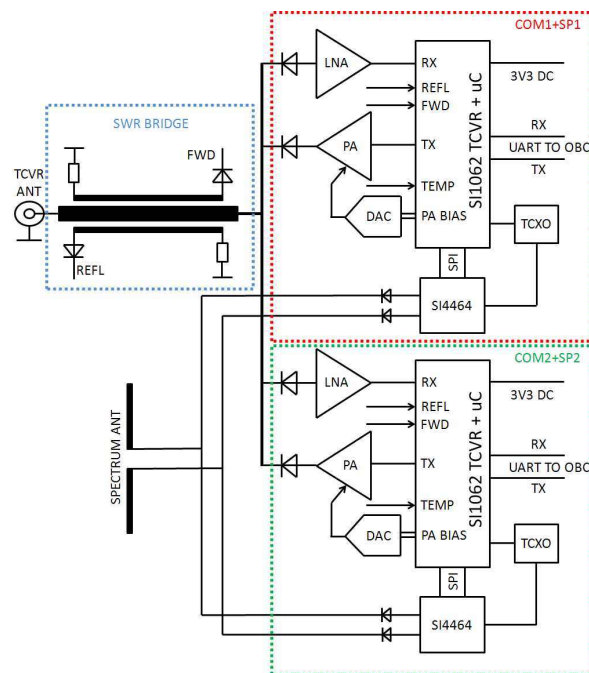 COM1+SP1
LNA
RX
REFL
FWD
3V3 DC
SI1062 TCVR + uC
SWR BRIDGE
FWD
TCVR
ANT
REFL
PA
TX
RX
UART TO OBC
TX
TEMP
DAC
PA BIAS
TCXO
SPI
SI4464
COM2+SP2
LNA
RX
REFL
FWD
3V3 DC
SI1062 TCVR + uC
SPECTRUM ANT
PA
TX
RX
UART TO OBC
TX
TEMP
DAC
PA BIAS
TCXO
SPI
SI4464